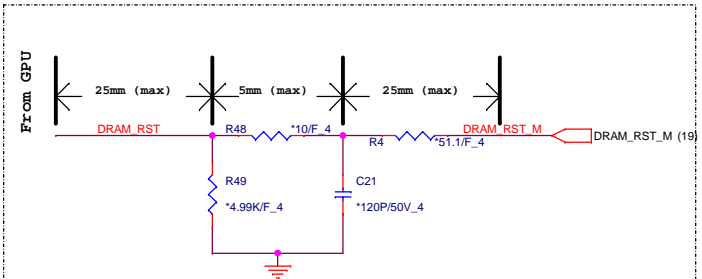 From GPU
25mm (max)
5mm (max)
25mm (max)
DRAM_RST
R48
*10/F_4
R4
*51.1/F_4
DRAM_RST_M
DRAM_RST_M (19)
R49
*4.99K/F_4
C21
*120P/50V_4